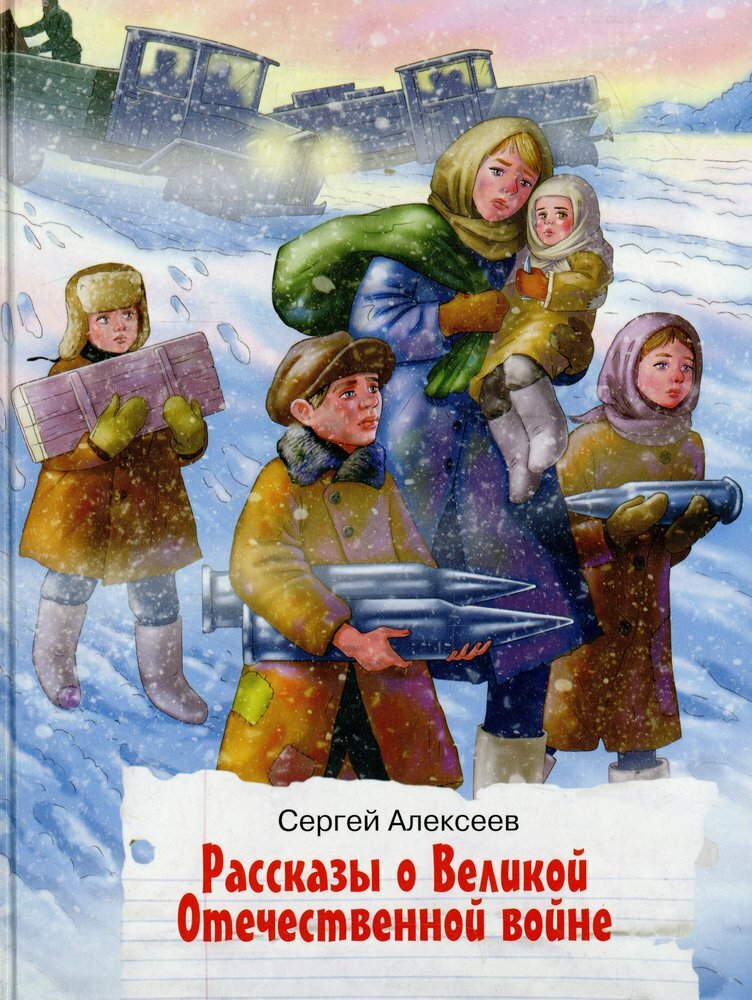 Сергей Алексеев
Рассказы о Великой
Отечественной войне